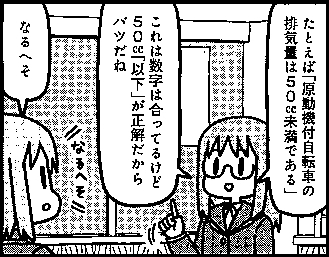 たとえば「原動機付自転車の
排気量は５０㏄未満である」
これは数字は合ってるけど
５０㏄「以下」が正解だから
バツだね
なるへそ
なるへそ